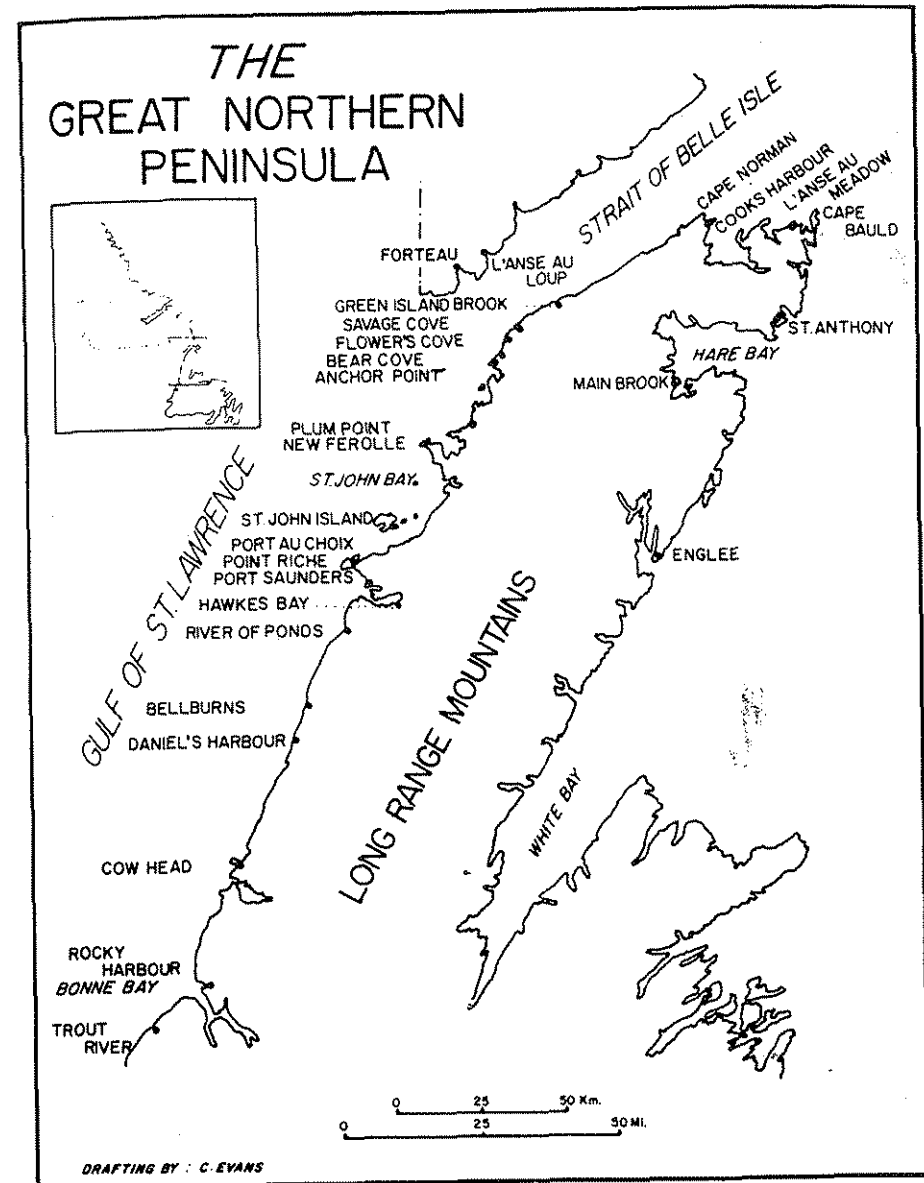 THE
GREAT NORTHERN
PENINSULA
STRAIT OF BELLE ISLE
CAPE NORMAN
COOKS HARBOUR
L'ANSE AU
MEADOW
CAPE
BAULD
FORTEAU
L'ANSE AU
LOUP
GREEN ISLAND BROOK
SAVAGE COVE
FLOWER'S COVE
BEAR COVE
ANCHOR POINT
ST. ANTHONY
HARE BAY
MAIN BROOK
PLUM POINT
NEW FEROLLE
ST. JOHN BAY
ST. JOHN ISLAND
PORT AU CHOIX
POINT RICHE
PORT SAUNDERS
HAWKES BAY
RIVER OF PONDS
ENGLEE
GULF OF ST. LAWRENCE
LONG RANGE MOUNTAINS
BELLBURNS
DANIEL'S HARBOUR
WHITE BAY
COW HEAD
ROCKY
HARBOUR
BONNE BAY
TROUT
RIVER
0 25 50 Km.
0 25 50 Mi.
DRAFTING BY : C. EVANS